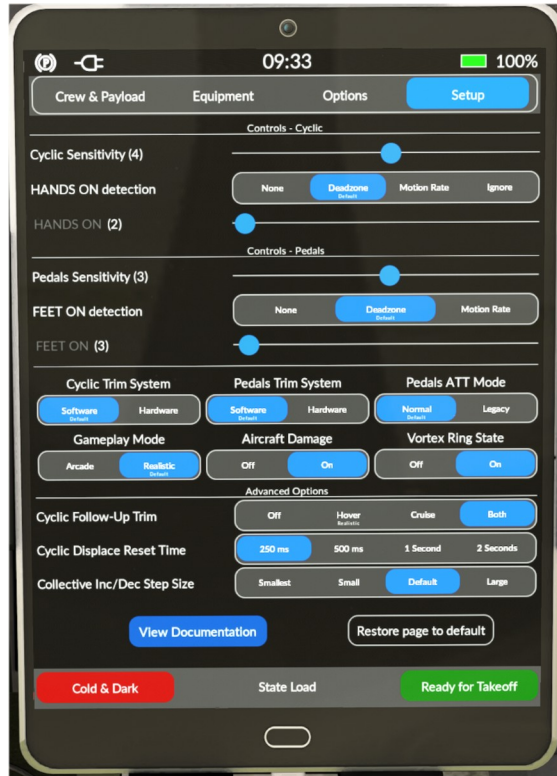 09:33 100%
Crew & Payload Equipment Options Setup
Controls - Cyclic
Cyclic Sensitivity (4)
HANDS ON detection None Deadzone Motion Rate Ignore
Default
HANDS ON (2)
Controls - Pedals
Pedals Sensitivity (3)
FEET ON detection None Deadzone Motion Rate
Default
FEET ON (3)
Cyclic Trim System Pedals Trim System Pedals ATT Mode
Software Hardware Software Hardware Normal Legacy
Default Default Default
Gameplay Mode Aircraft Damage Vortex Ring State
Arcade Realistic Off On Off On
Default
Advanced Options
Cyclic Follow-Up Trim Off Hover Cruise Both
Realistic
Cyclic Displace Reset Time 250 ms 500 ms 1 Second 2 Seconds
Collective Inc/Dec Step Size Smallest Small Default Large
View Documentation Restore page to default
Cold & Dark State Load Ready for Takeoff